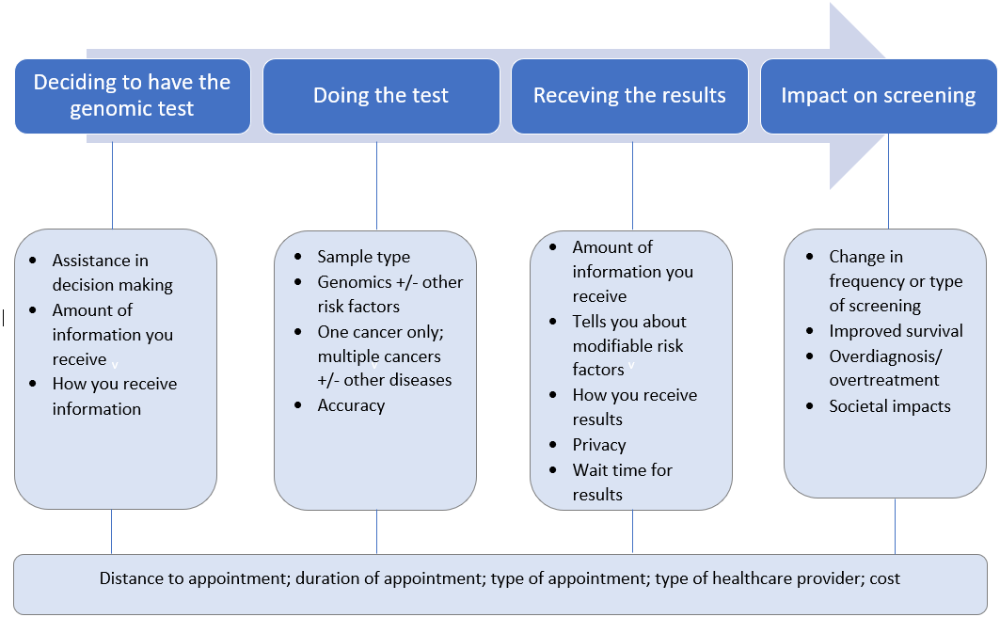 Deciding to have the
genomic test
Doing the test
Receving the results
Impact on screening
• Assistance in
decision making
• Amount of
information you
receive
• How you receive
information
• Sample type
• Genomics +/- other
risk factors
• One cancer only;
multiple cancers
+/- other diseases
• Accuracy
• Amount of
information you
receive
• Tells you about
modifiable risk
factors
• How you receive
results
• Privacy
• Wait time for
results
• Change in
frequency or type
of screening
• Improved survival
• Overdiagnosis/
overtreatment
• Societal impacts
Distance to appointment; duration of appointment; type of appointment; type of healthcare provider; cost